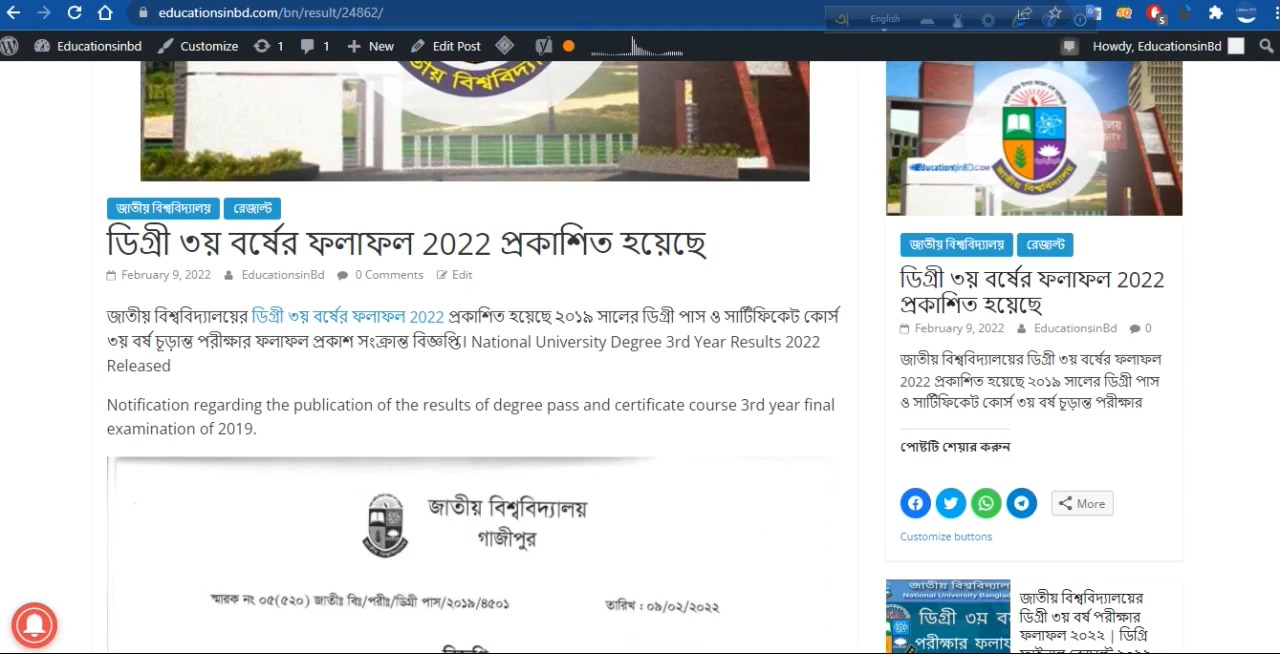 educationsinbd.com/bn/result/24862/
English
Educationsinbd Customize 1 1 New Edit Post Howdy, EducationsinBd
জাতীয় বিশ্ববিদ্যালয় রেজাল্ট
ডিগ্রী ৩য় বর্ষের ফলাফল 2022 প্রকাশিত হয়েছে
February 9, 2022 EducationsinBd 0 Comments Edit
জাতীয় বিশ্ববিদ্যালয়ের ডিগ্রী ৩য় বর্ষের ফলাফল 2022 প্রকাশিত হয়েছে ২০১৯ সালের ডিগ্রী পাস ও সার্টিফিকেট কোর্স
৩য় বর্ষ চূড়ান্ত পরীক্ষার ফলাফল প্রকাশ সংক্রান্ত বিজ্ঞপ্তি। National University Degree 3rd Year Results 2022
Released
Notification regarding the publication of the results of degree pass and certificate course 3rd year final
examination of 2019.
জাতীয় বিশ্ববিদ্যালয়
গাজীপুর
স্মারক নং ০৫(৫২০) জাতীঃ বিঃ/পরীঃ/ডিগ্রী পাস/২০১৯/৪৫০১ তারিখ : ০৯/০২/২০২২
EducationsinBD.com
জাতীয় বিশ্ববিদ্যালয় রেজাল্ট
ডিগ্রী ৩য় বর্ষের ফলাফল 2022
প্রকাশিত হয়েছে
February 9, 2022 EducationsinBd 0
জাতীয় বিশ্ববিদ্যালয়ের ডিগ্রী ৩য় বর্ষের ফলাফল
2022 প্রকাশিত হয়েছে ২০১৯ সালের ডিগ্রী পাস
ও সার্টিফিকেট কোর্স ৩য় বর্ষ চূড়ান্ত পরীক্ষার
পোষ্টটি শেয়ার করুন
More
Customize buttons
National University Banglad
ডিগ্রী ৩য় ব
পরীক্ষার ফলা
জাতীয় বিশ্ববিদ্যালয়ের
ডিগ্রী ৩য় বর্ষ পরীক্ষার
ফলাফল ২০২২ | ডিগ্রি